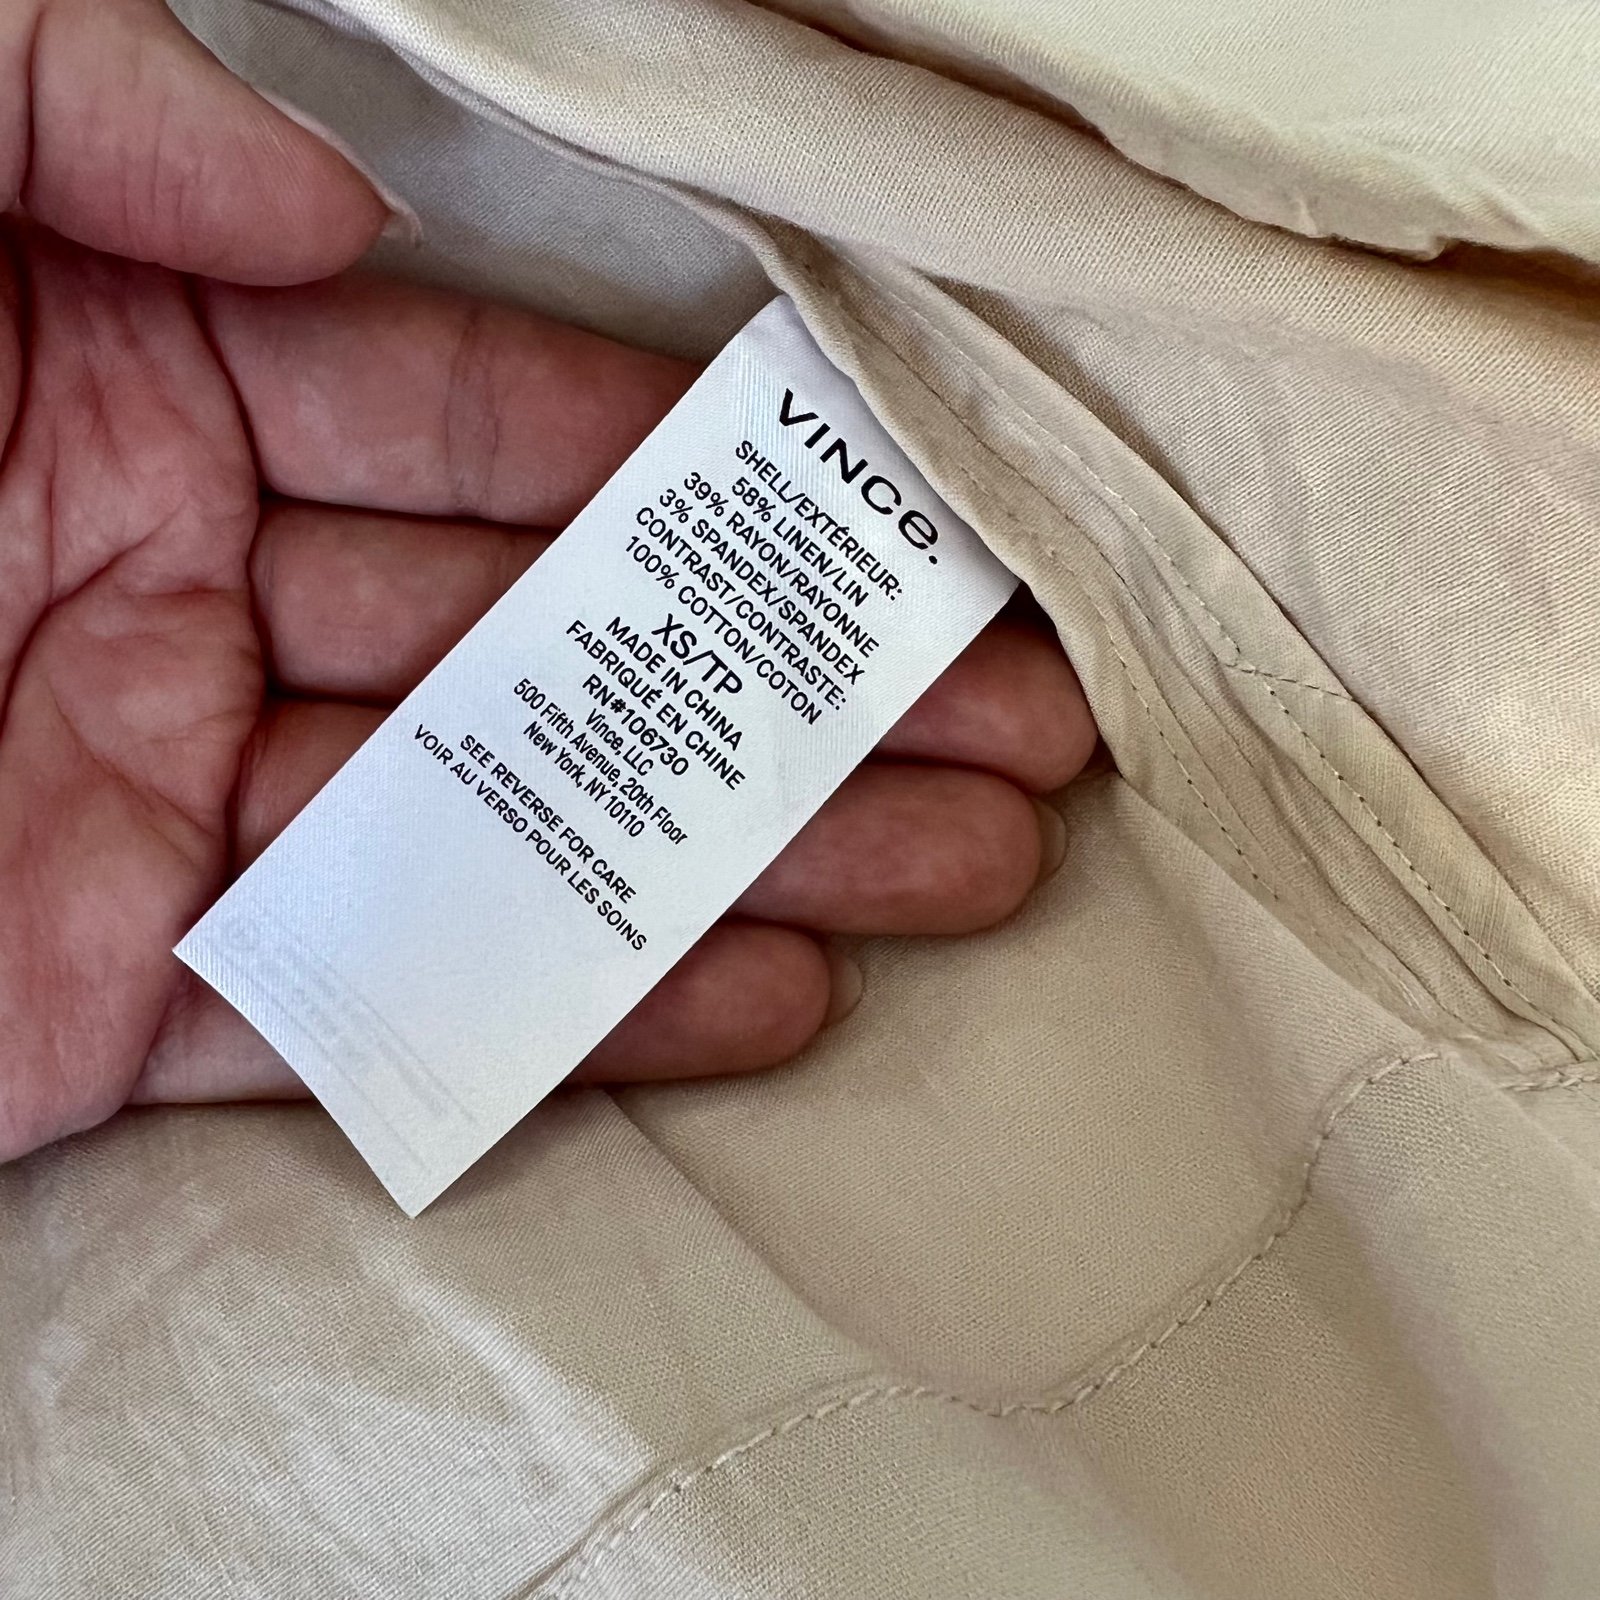 VINCe.
SHELL/EXTÉRIEUR:
58% LINEN/LIN
39% RAYON/RAYONNE
3% SPANDEX/SPANDEX
CONTRAST/CONTRASTE:
100% COTTON/COTON
XS/TP
MADE IN CHINA
FABRIQUÉ EN CHINE
RN#106730
Vince, LLC
500 Fifth Avenue, 20th Floor
New York, NY 10110
SEE REVERSE FOR CARE
VOIR AU VERSO POUR LES SOINS